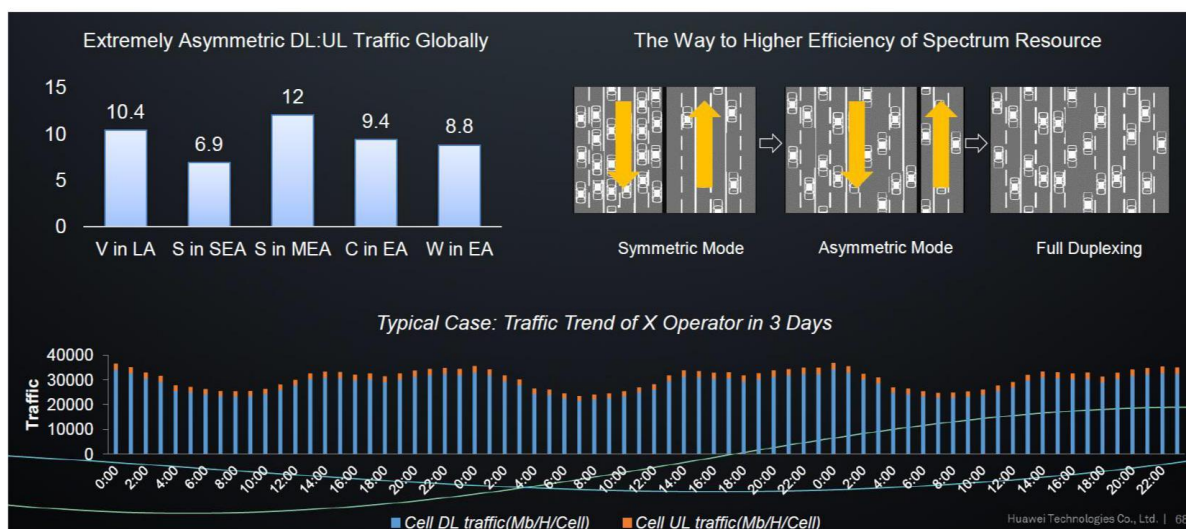 Extremely Asymmetric DL:UL Traffic Globally
15
10
5
0
10.4
6.9
12
9.4
8.8
V in LA S in SEA S in MEA C in EA W in EA
The Way to Higher Efficiency of Spectrum Resource
Symmetric Mode Asymmetric Mode Full Duplexing
Typical Case: Traffic Trend of X Operator in 3 Days
Traffic
40000
30000
20000
10000
0
0:00 2:00 4:00 6:00 8:00 10:00 12:00 14:00 16:00 18:00 20:00 22:00 0:00 2:00 4:00 6:00 8:00 10:00 12:00 14:00 16:00 18:00 20:00 22:00 0:00 2:00 4:00 6:00 8:00 10:00 12:00 14:00 16:00 18:00 20:00 22:00
Cell DL traffic(Mb/H/Cell) Cell UL traffic(Mb/H/Cell)
Huawei Technologies Co., Ltd. | 68